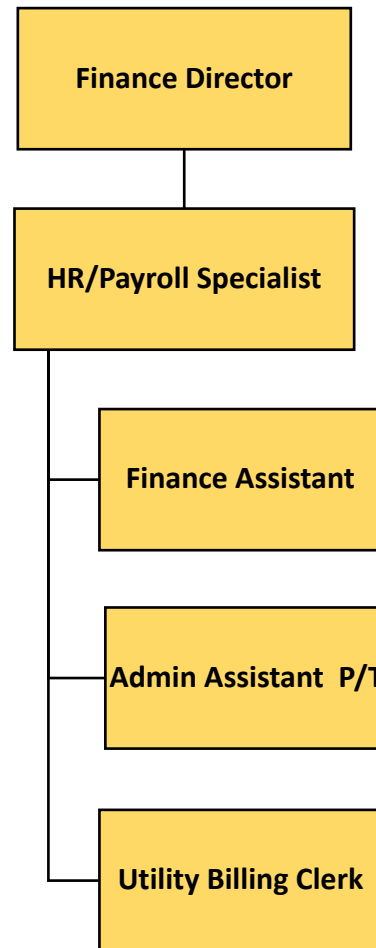 Finance Director
HR/Payroll Specialist
Finance Assistant
Admin Assistant  P/T
Utility Billing Clerk